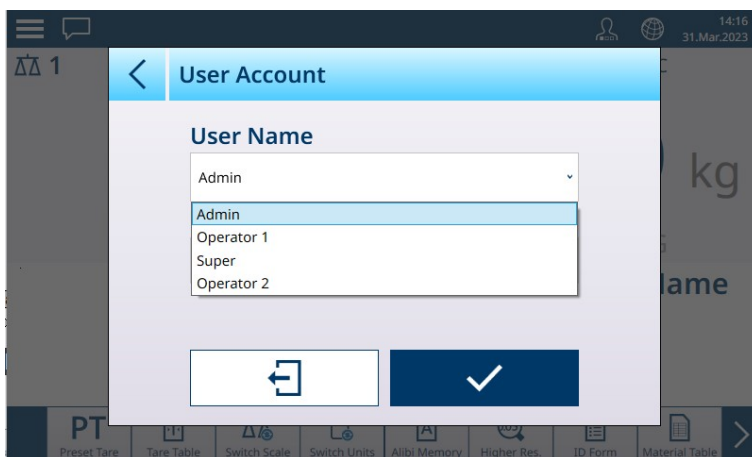 14:16
31.Mar.2023
1
User Account
kg
User Name
Admin
Admin
Operator 1
Super
Operator 2
PT
Preset Tare
Tare Table
Switch Scale
Switch Units
Alibi Memory
Higher Res.
ID Form
Material Table